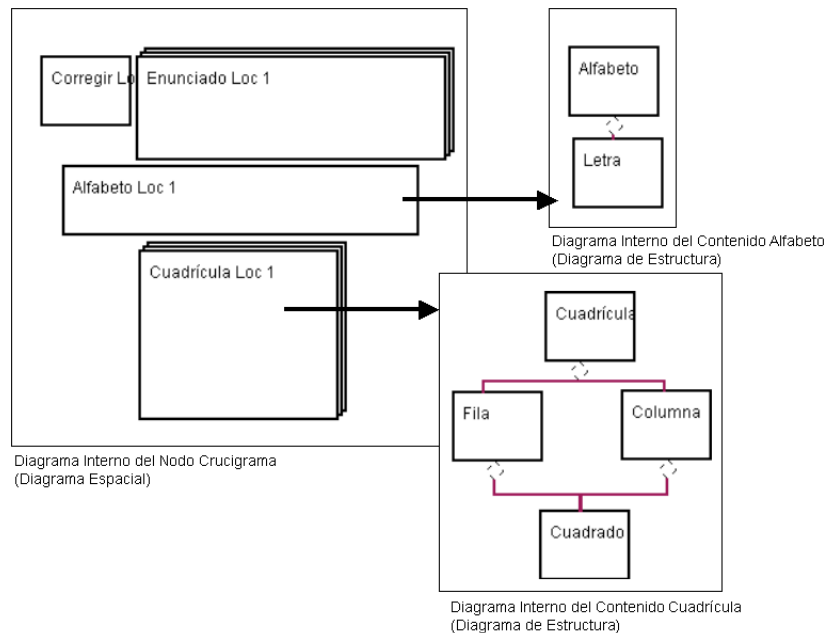 Corregir Lo
Enunciado Loc 1
Alfabeto Loc 1
Cuadrícula Loc 1
Diagrama Interno del Nodo Crucigrama
(Diagrama Espacial)
Alfabeto
Letra
Diagrama Interno del Contenido Alfabeto
(Diagrama de Estructura)
Cuadrícula
Fila
Columna
Cuadrado
Diagrama Interno del Contenido Cuadrícula
(Diagrama de Estructura)